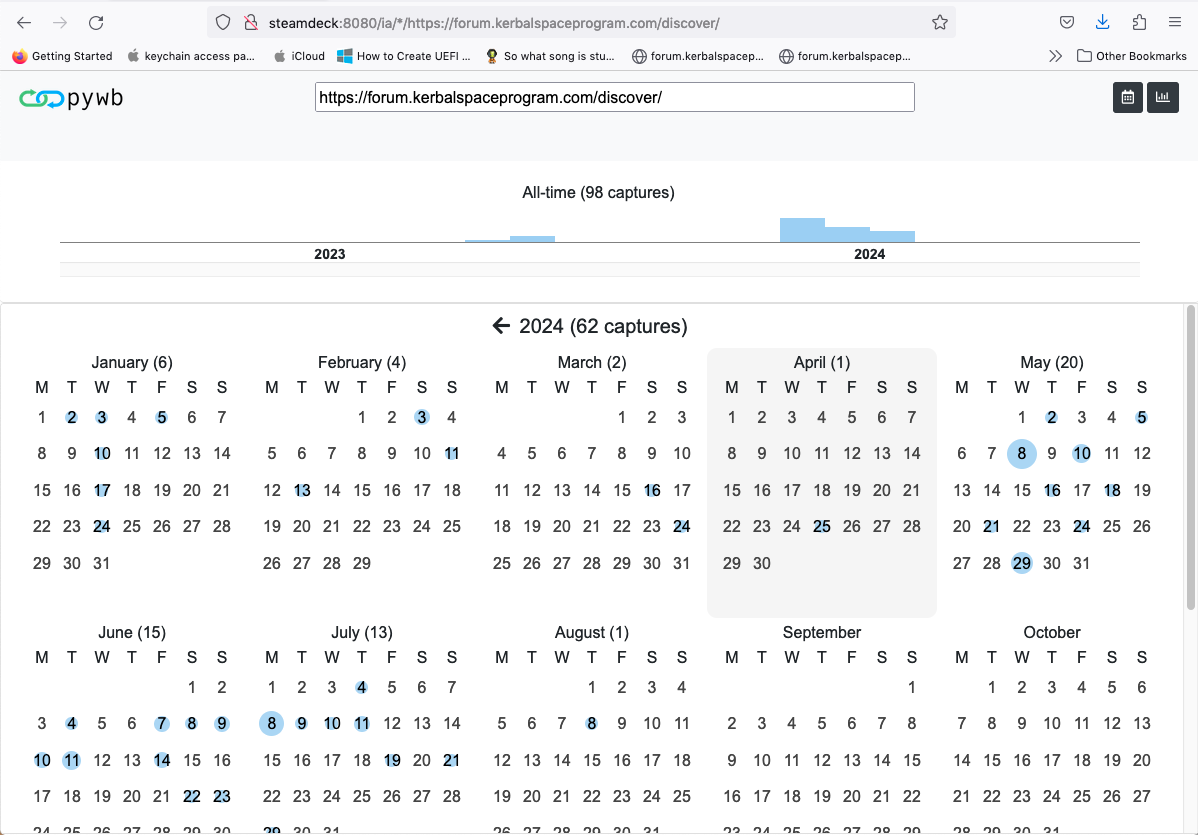 steamdeck:8080/ia/*/https://forum.kerbalspaceprogram.com/discover/
Getting Started keychain access pa... iCloud How to Create UEFI ... So what song is stu... forum.kerbalspacep... forum.kerbalspacep... Other Bookmarks
pywb https://forum.kerbalspaceprogram.com/discover/
All-time (98 captures)
2023 2024
2024 (62 captures)
January (6) February (4) March (2) April (1) May (20)
M T W T F S S M T W T F S S M T W T F S S M T W T F S S M T W T F S S
1 2 3 4 5 6 7 1 2 3 4 1 2 3 1 2 3 4 5 6 7 1 2 3 4 5
8 9 10 11 12 13 14 5 6 7 8 9 10 11 4 5 6 7 8 9 10 8 9 10 11 12 13 14 6 7 8 9 10 11 12
15 16 17 18 19 20 21 12 13 14 15 16 17 18 11 12 13 14 15 16 17 15 16 17 18 19 20 21 13 14 15 16 17 18 19
22 23 24 25 26 27 28 19 20 21 22 23 24 25 18 19 20 21 22 23 24 22 23 24 25 26 27 28 20 21 22 23 24 25 26
29 30 31 26 27 28 29 25 26 27 28 29 30 31 29 30 27 28 29 30 31
June (15) July (13) August (1) September October
M T W T F S S M T W T F S S M T W T F S S M T W T F S S M T W T F S S
1 2 1 2 3 4 5 6 7 1 2 3 4 1 1 2 3 4 5 6
3 4 5 6 7 8 9 8 9 10 11 12 13 14 5 6 7 8 9 10 11 2 3 4 5 6 7 8 7 8 9 10 11 12 13
10 11 12 13 14 15 16 15 16 17 18 19 20 21 12 13 14 15 16 17 18 9 10 11 12 13 14 15 14 15 16 17 18 19 20
17 18 19 20 21 22 23 22 23 24 25 26 27 28 19 20 21 22 23 24 25 16 17 18 19 20 21 22 21 22 23 24 25 26 27
24 25 26 27 28 29 30 29 30 31 26 27 28 29 30 31 23 24 25 26 27 28 29 28 29 30 31